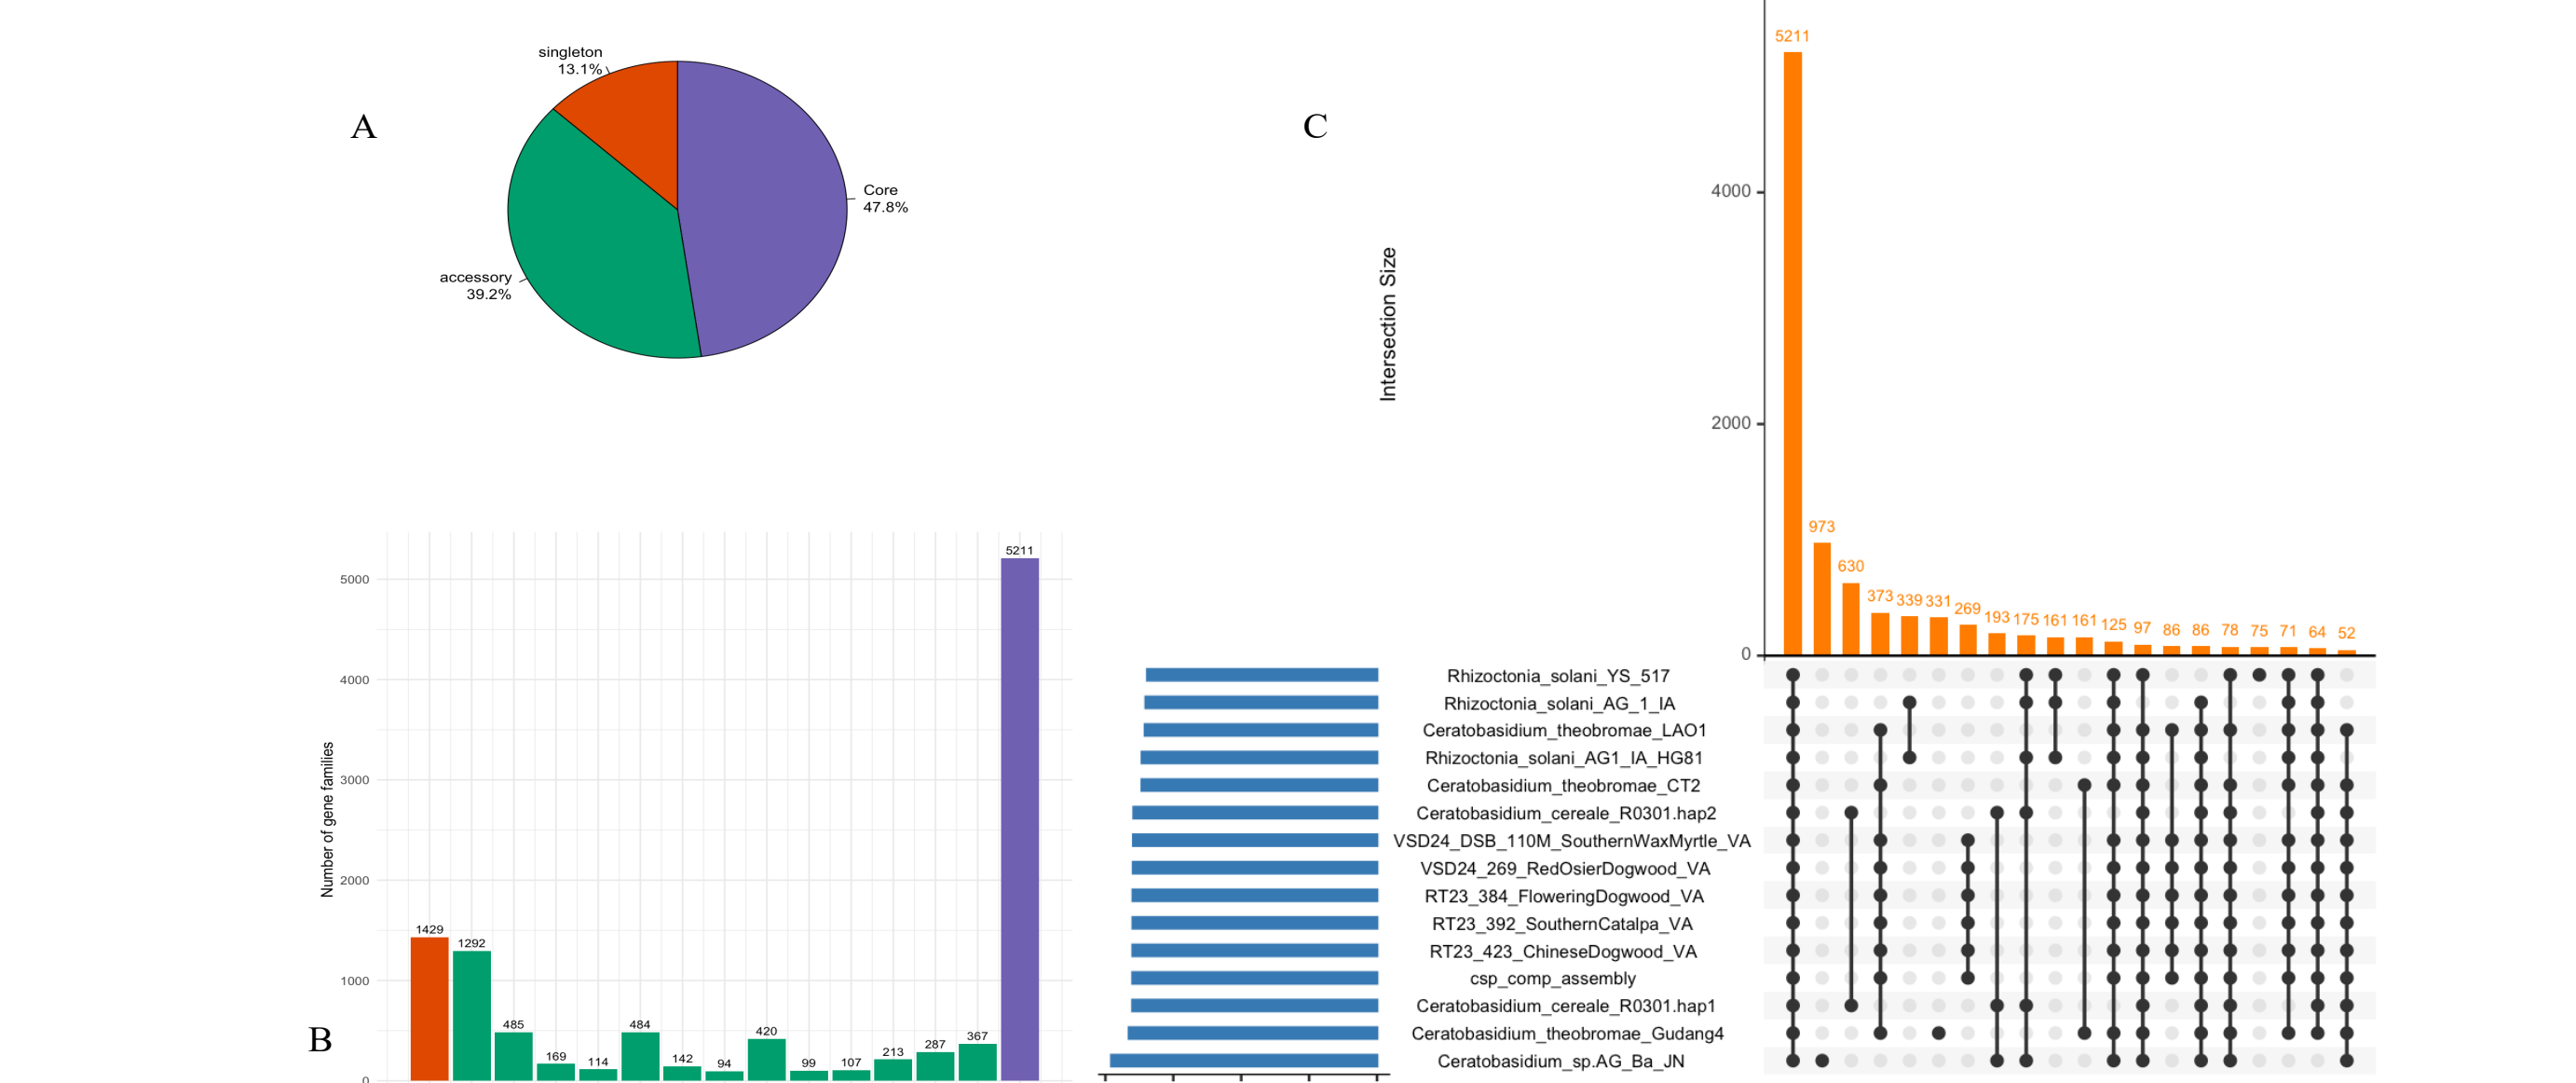 A
singleton
13.1%
Core
47.8%
accessory
39.2%
B
Number of gene families
5000
4000
3000
2000
1000
0
1429
1292
485
169
114
484
142
94
420
99
107
213
287
367
5211
C
Intersection Size
4000
2000
0
5211
973
630
373
339
331
269
193
175
161
161
125
97
86
86
78
75
71
64
52
Rhizoctonia_solani_YS_517
Rhizoctonia_solani_AG_1_IA
Ceratobasidium_theobromae_LAO1
Rhizoctonia_solani_AG1_IA_HG81
Ceratobasidium_theobromae_CT2
Ceratobasidium_cereale_R0301.hap2
VSD24_DSB_110M_SouthernWaxMyrtle_VA
VSD24_269_RedOsierDogwood_VA
RT23_384_FloweringDogwood_VA
RT23_392_SouthernCatalpa_VA
RT23_423_ChineseDogwood_VA
csp_comp_assembly
Ceratobasidium_cereale_R0301.hap1
Ceratobasidium_theobromae_Gudang4
Ceratobasidium_sp.AG_Ba_JN